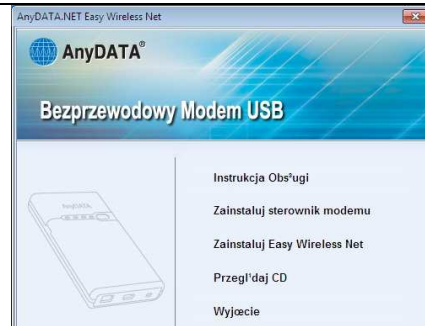 AnyDATA.NET Easy Wireless Net
AnyDATA®
Bezprzewodowy Modem USB
AnyDATA
Instrukcja Obs³ugi
Zainstaluj sterownik modemu
Zainstaluj Easy Wireless Net
Przegl¹daj CD
Wyjœcie